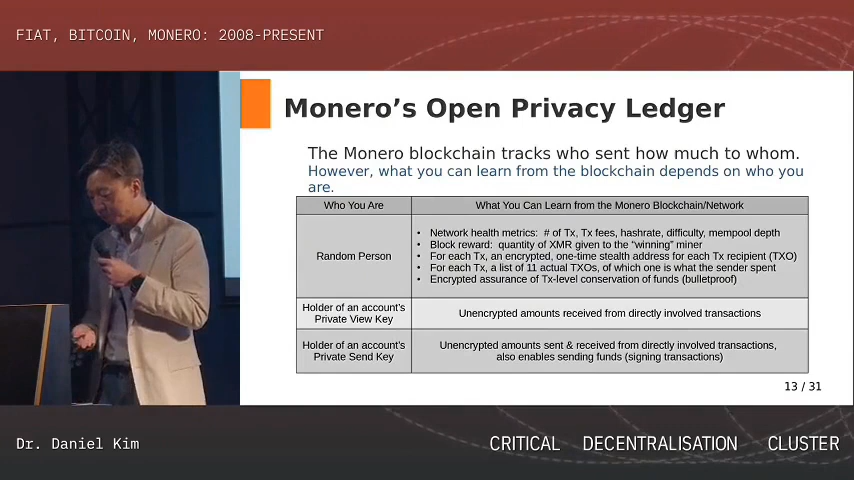 FIAT, BITCOIN, MONERO: 2008-PRESENT
Monero's Open Privacy Ledger
The Monero blockchain tracks who sent how much to whom.
However, what you can learn from the blockchain depends on who you
are.
Who You Are
What You Can Learn from the Monero Blockchain/Network
Random Person
• Network health metrics: # of Tx, Tx fees, hashrate, difficulty, mempool depth
• Block reward: quantity of XMR given to the “winning” miner
• For each Tx, an encrypted, one-time stealth address for each Tx recipient (TXO)
• For each Tx, a list of 11 actual TXOs, of which one is what the sender spent
• Encrypted assurance of Tx-level conservation of funds (bulletproof)
Holder of an account's
Private View Key
Unencrypted amounts received from directly involved transactions
Holder of an account's
Private Send Key
Unencrypted amounts sent & received from directly involved transactions,
also enables sending funds (signing transactions)
13 / 31
Dr. Daniel Kim
CRITICAL DECENTRALISATION CLUSTER